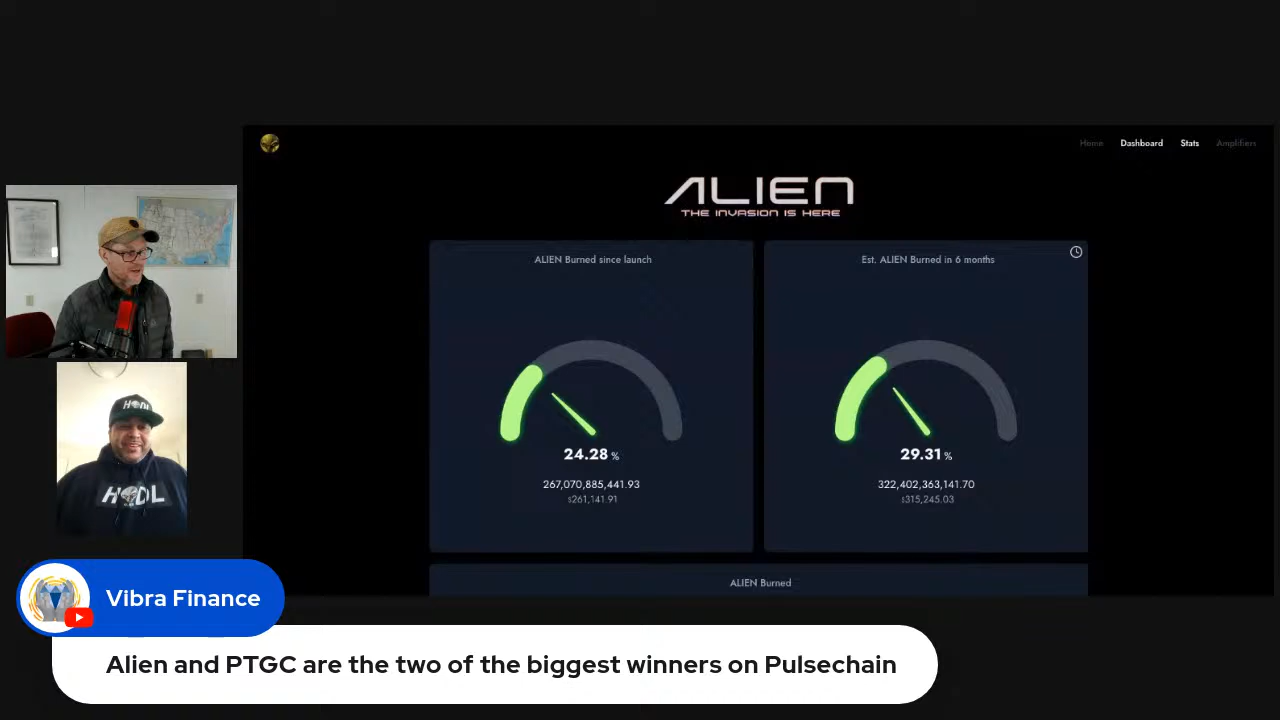 Home Dashboard Stats Amplifiers
ALIEN
THE INVASION IS HERE
ALIEN Burned since launch
24.28 %
267,070,885,441.93
$261,141.91
Est. ALIEN Burned in 6 months
29.31 %
322,402,363,141.70
$315,245.03
ALIEN Burned
HODL
HODL
Vibra Finance
Alien and PTGC are the two of the biggest winners on Pulsechain